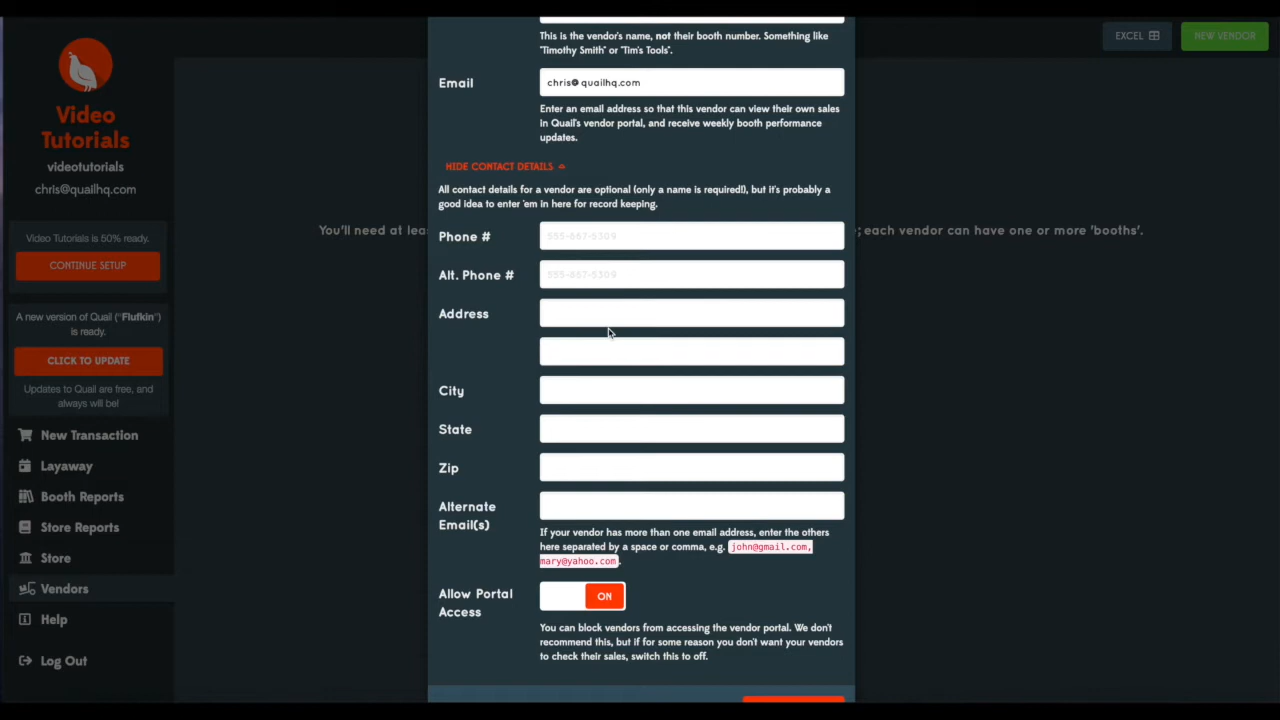 EXCEL
NEW VENDOR
Video
Tutorials
videotutorials
chris@quailhq.com
Video Tutorials is 50% ready.
CONTINUE SETUP
A new version of Quail ("Flufkin")
is ready.
CLICK TO UPDATE
Updates to Quail are free, and
always will be!
New Transaction
Layaway
Booth Reports
Store Reports
Store
Vendors
Help
Log Out
You'll need at lea
; each vendor can have one or more 'booths'.
This is the vendor's name, not their booth number. Something like
"Timothy Smith" or "Tim's Tools".
Email
chris@quailhq.com
Enter an email address so that this vendor can view their own sales
in Quail's vendor portal, and receive weekly booth performance
updates.
HIDE CONTACT DETAILS
All contact details for a vendor are optional (only a name is required!), but it's probably a
good idea to enter 'em in here for record keeping.
Phone #
555-867-5309
Alt. Phone #
555-867-5309
Address
City
State
Zip
Alternate
Email(s)
If your vendor has more than one email address, enter the others
here separated by a space or comma, e.g. john@gmail.com,
mary@yahoo.com.
Allow Portal
Access
ON
You can block vendors from accessing the vendor portal. We don't
recommend this, but if for some reason you don't want your vendors
to check their sales, switch this to off.